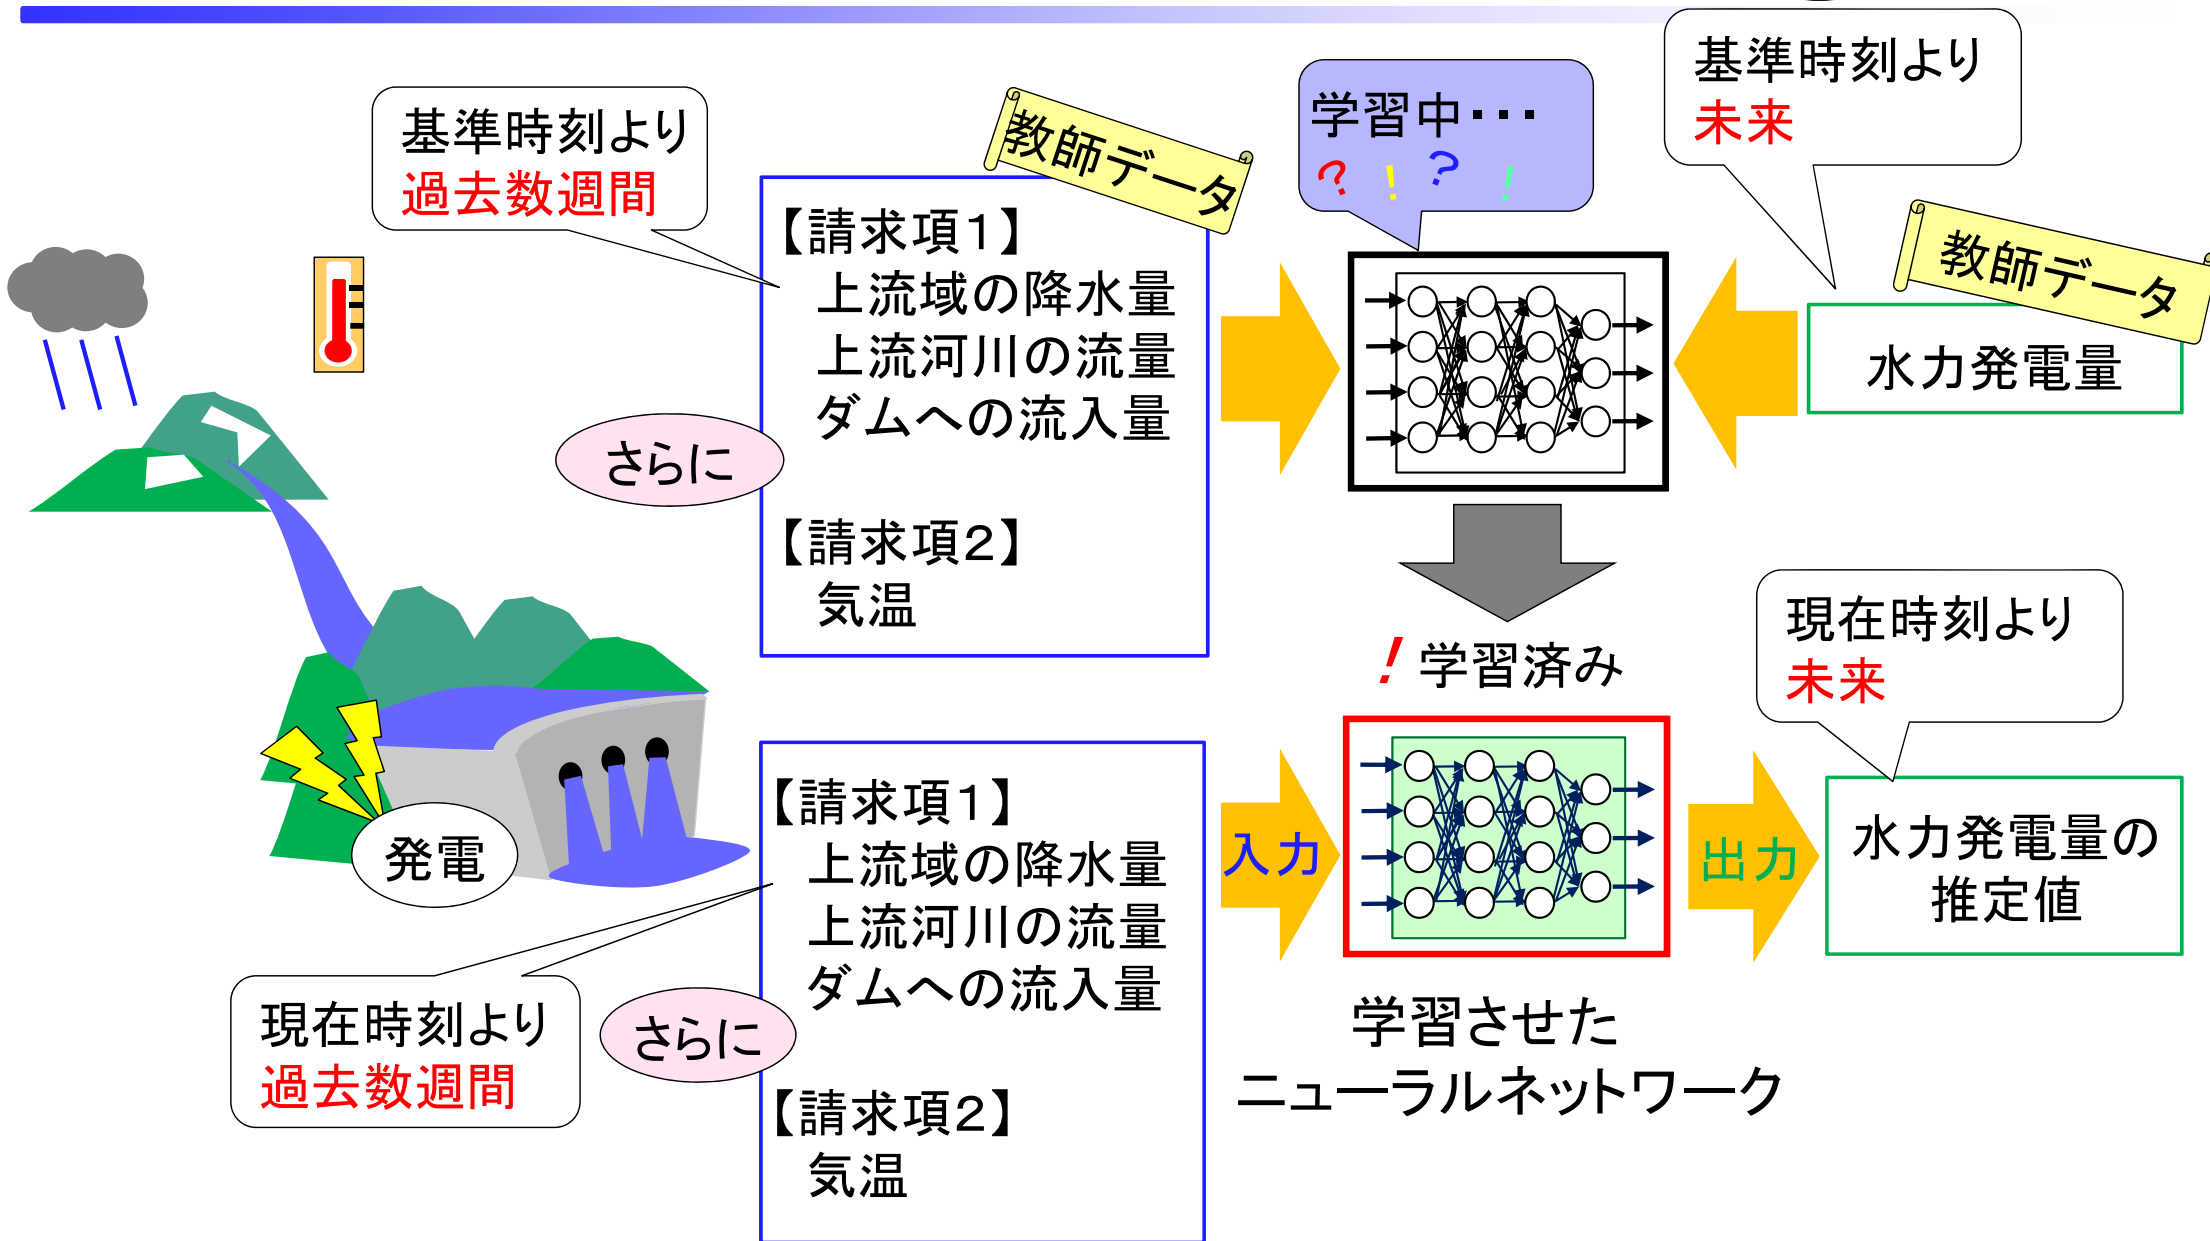 基準時刻より
過去数週間
教師データ
【請求項1】
上流域の降水量
上流河川の流量
ダムへの流入量
さらに
【請求項2】
気温
学習中・・・
? ! ? !
基準時刻より
未来
教師データ
水力発電量
! 学習済み
発電
現在時刻より
過去数週間
【請求項1】
上流域の降水量
上流河川の流量
ダムへの流入量
さらに
【請求項2】
気温
入力
学習させた
ニューラルネットワーク
出力
現在時刻より
未来
水力発電量の
推定値